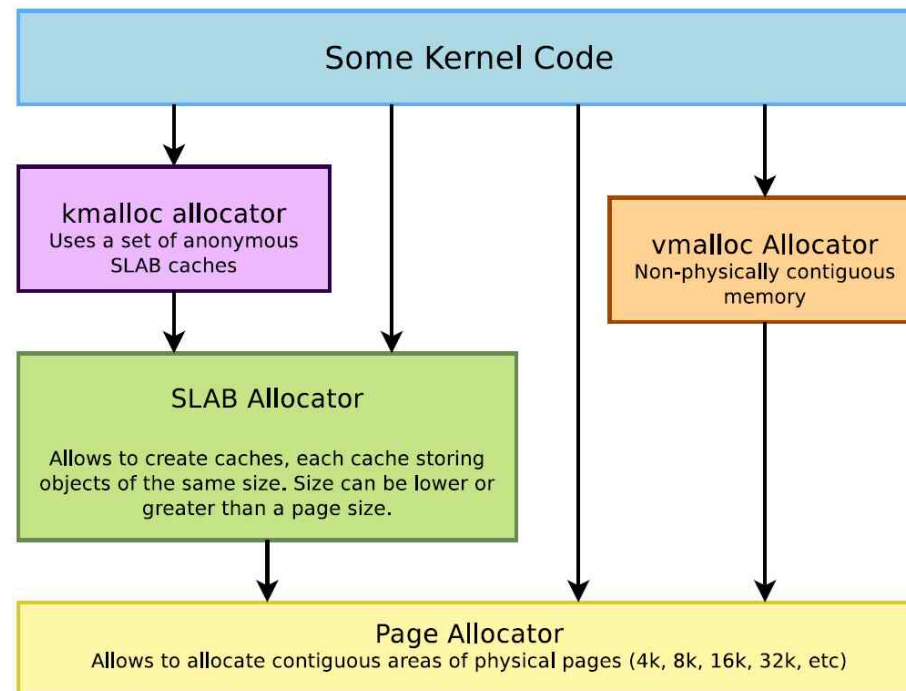 Some Kernel Code
kmalloc allocator
Uses a set of anonymous
SLAB caches
vmalloc Allocator
Non-physically contiguous
memory
SLAB Allocator
Allows to create caches, each cache storing
objects of the same size. Size can be lower or
greater than a page size.
Page Allocator
Allows to allocate contiguous areas of physical pages (4k, 8k, 16k, 32k, etc)